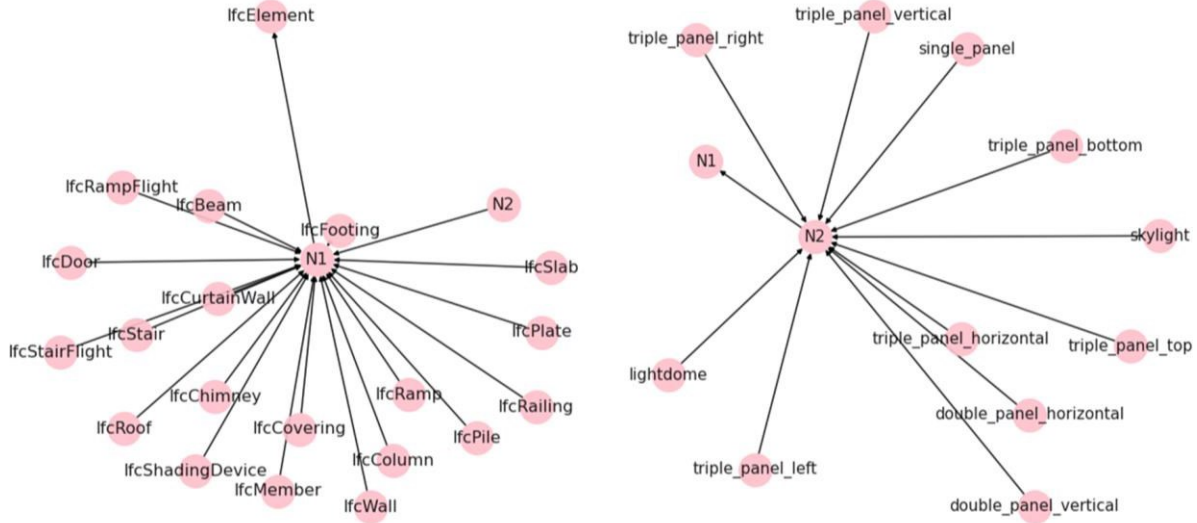 IfcElement
IfcRampFlight
IfcBeam
N2
IfcFooting
IfcDoor
N1
IfcSlab
IfcCurtainWall
IfcStair
IfcPlate
IfcStairFlight
IfcChimney
IfcRamp
IfcRailing
IfcRoof
IfcCovering
IfcPile
IfcShadingDevice
IfcColumn
IfcMember
IfcWall
triple_panel_vertical
triple_panel_right
single_panel
triple_panel_bottom
N1
N2
skylight
triple_panel_horizontal
triple_panel_top
lightdome
double_panel_horizontal
triple_panel_left
double_panel_vertical